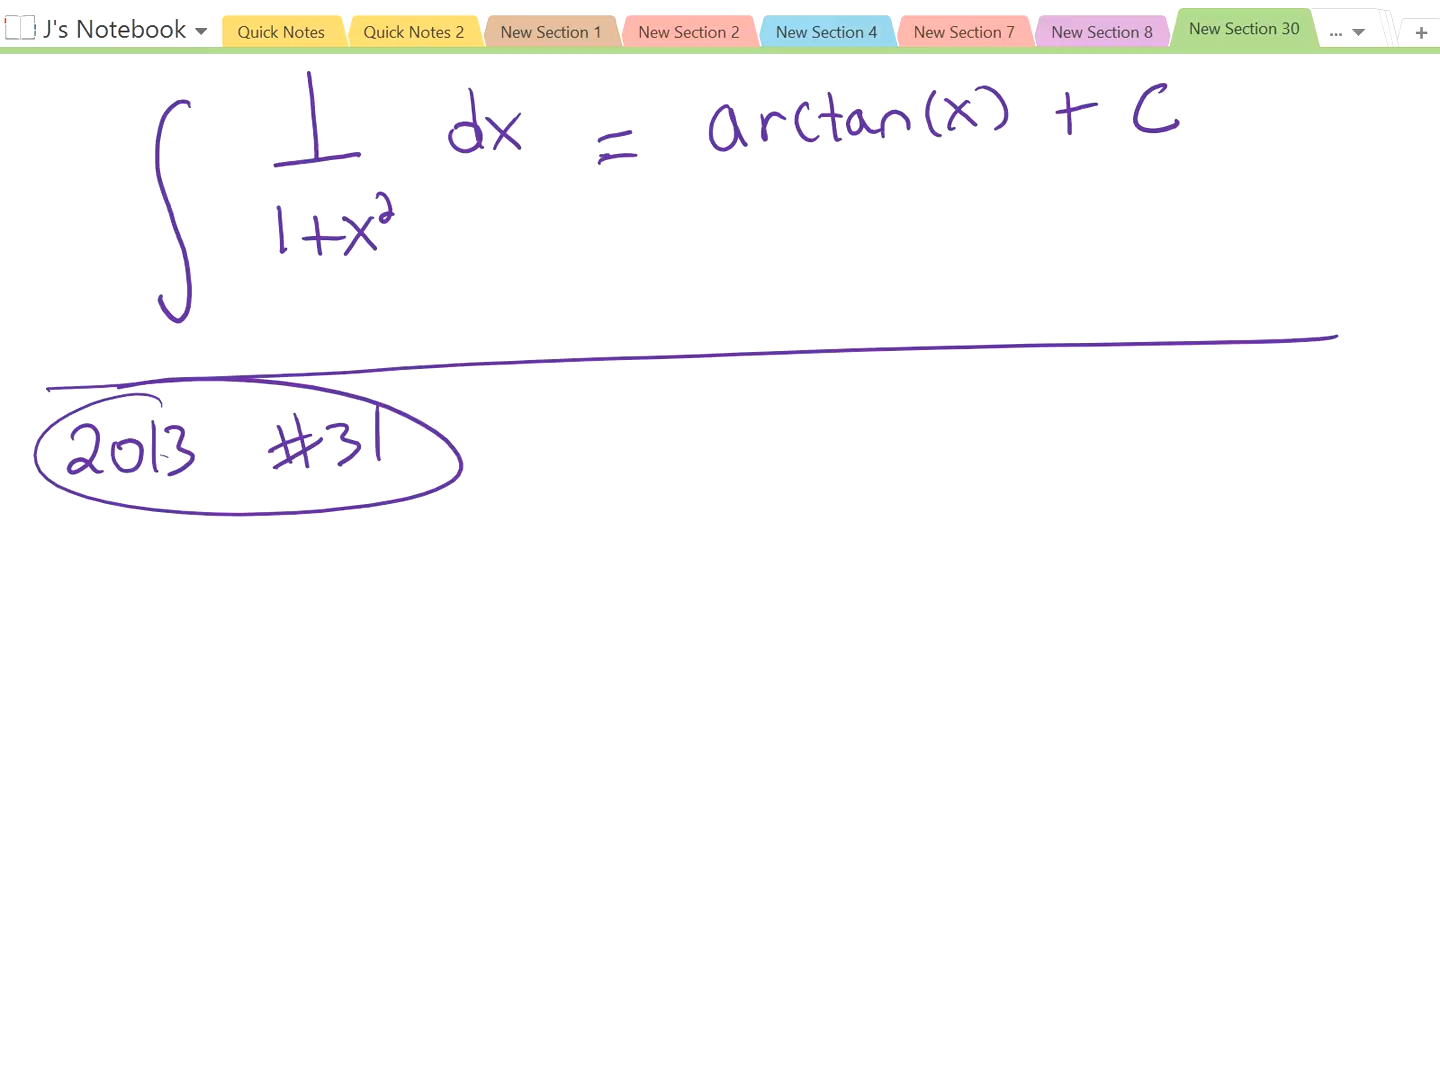 J's Notebook Quick Notes Quick Notes 2 New Section 1 New Section 2 New Section 4 New Section 7 New Section 8 New Section 30 ... +
∫ 1/(1+x²) dx = arctan(x) + C
2013 #31